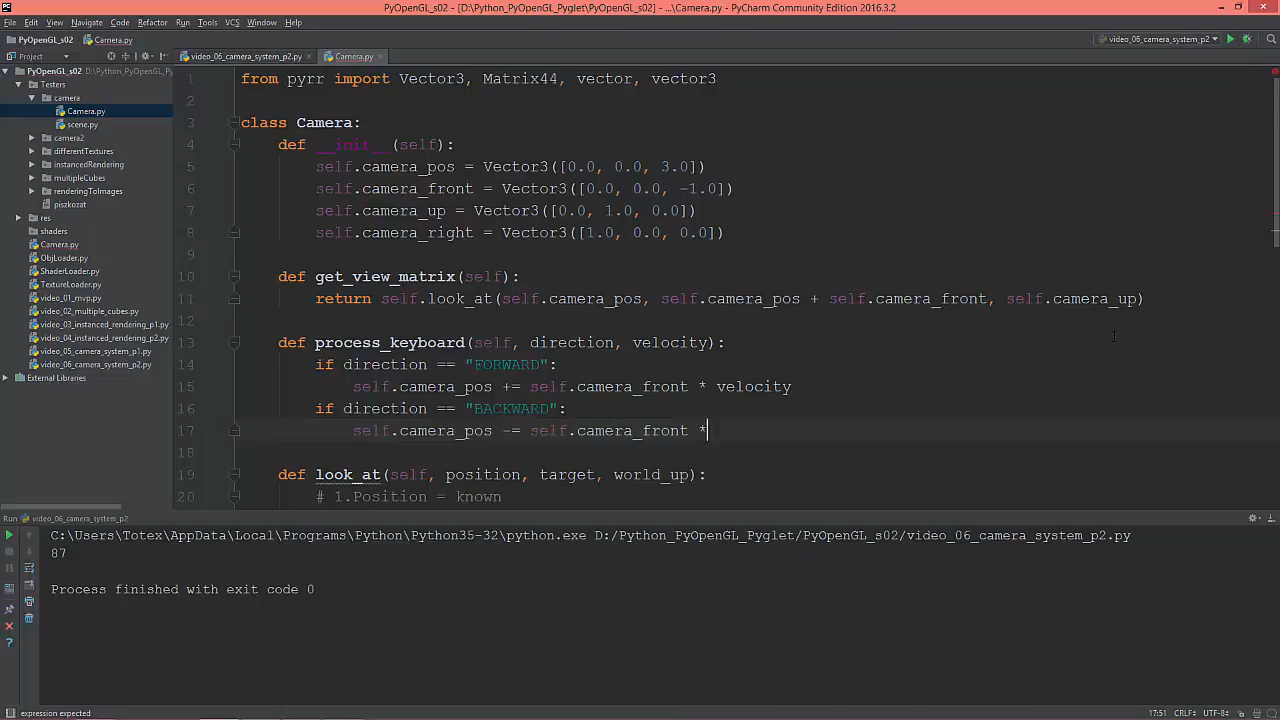 PyOpenGL_s02 - [D:\Python_PyOpenGL_Pyglet\PyOpenGL_s02] - ...\Camera.py - PyCharm Community Edition 2016.3.2
File Edit View Navigate Code Refactor Run Tools VCS Window Help
PyOpenGL_s02 Camera.py video_06_camera_system_p2
Project video_06_camera_system_p2.py Camera.py
PyOpenGL_s02 D:\Python_PyOpenGL_Py
Testers
camera
Camera.py
scene.py
camera2
differentTextures
instancedRendering
multipleCubes
renderingToImages
piszkozat
res
shaders
Camera.py
ObjLoader.py
ShaderLoader.py
TextureLoader.py
video_01_mvp.py
video_02_multiple_cubes.py
video_03_instanced_rendering_p1.py
video_04_instanced_rendering_p2.py
video_05_camera_system_p1.py
video_06_camera_system_p2.py
External Libraries
1 from pyrr import Vector3, Matrix44, vector, vector3
2
3 class Camera:
4 def __init__(self):
5 self.camera_pos = Vector3([0.0, 0.0, 3.0])
6 self.camera_front = Vector3([0.0, 0.0, -1.0])
7 self.camera_up = Vector3([0.0, 1.0, 0.0])
8 self.camera_right = Vector3([1.0, 0.0, 0.0])
9
10 def get_view_matrix(self):
11 return self.look_at(self.camera_pos, self.camera_pos + self.camera_front, self.camera_up)
12
13 def process_keyboard(self, direction, velocity):
14 if direction == "FORWARD":
15 self.camera_pos += self.camera_front * velocity
16 if direction == "BACKWARD":
17 self.camera_pos -= self.camera_front *
18
19 def look_at(self, position, target, world_up):
20 # 1.Position = known
Run video_06_camera_system_p2
C:\Users\Totex\AppData\Local\Programs\Python\Python35-32\python.exe D:/Python_PyOpenGL_Pyglet/PyOpenGL_s02/video_06_camera_system_p2.py
87
Process finished with exit code 0
expression expected 17:51 CRLF÷ UTF-8÷